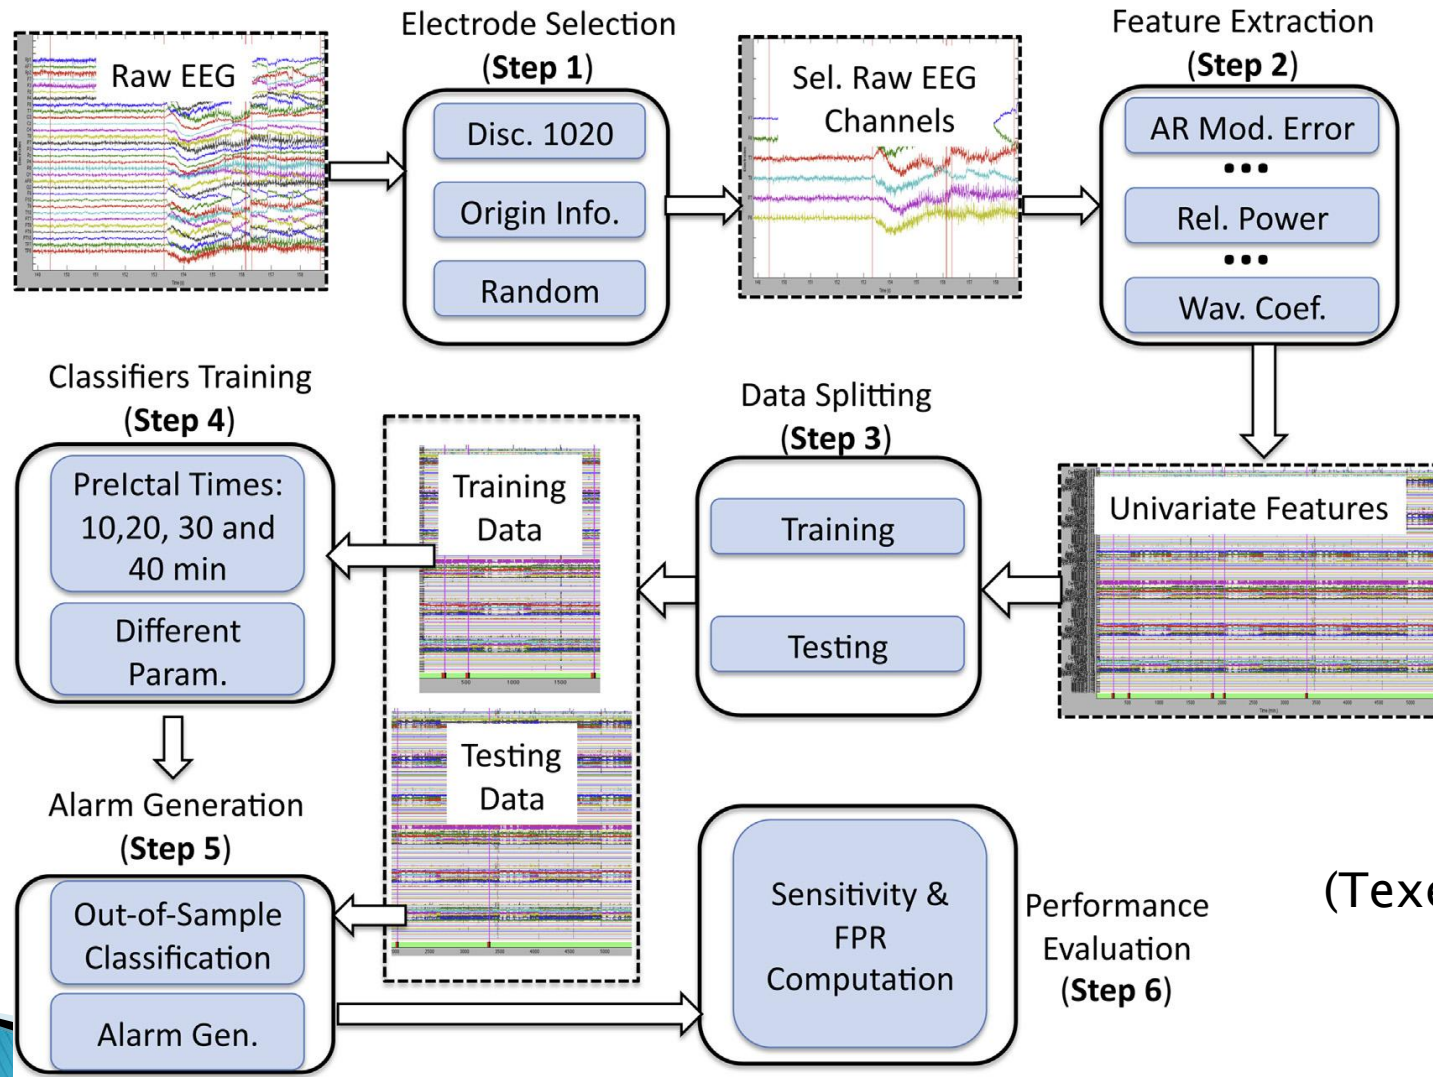 Raw EEG
Electrode Selection
(Step 1)
Disc. 1020
Origin Info.
Random
Sel. Raw EEG
Channels
Feature Extraction
(Step 2)
AR Mod. Error
...
Rel. Power
...
Wav. Coef.
Classifiers Training
(Step 4)
PreIctal Times:
10,20, 30 and
40 min
Different
Param.
Training
Data
Testing
Data
Data Splitting
(Step 3)
Training
Testing
Univariate Features
Alarm Generation
(Step 5)
Out-of-Sample
Classification
Alarm Gen.
Sensitivity &
FPR
Computation
Performance
Evaluation
(Step 6)
(Texe